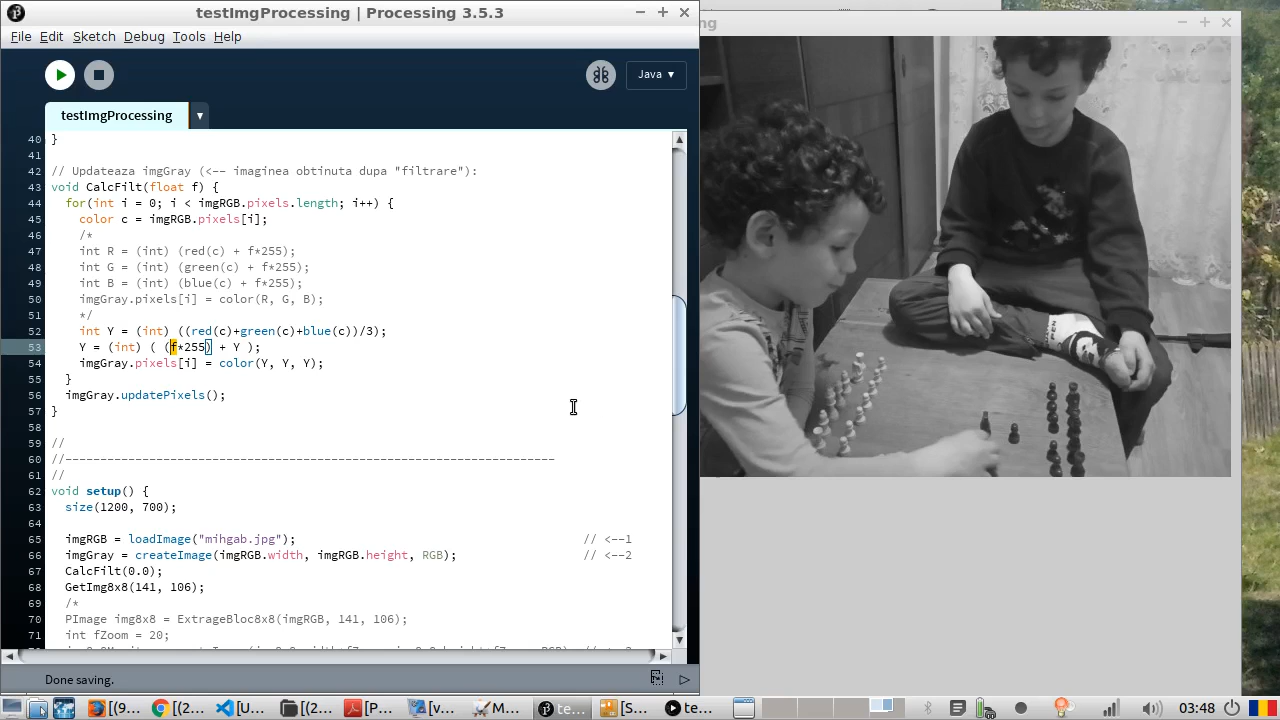 testImgProcessing | Processing 3.5.3
File Edit Sketch Debug Tools Help
Java ▾
testImgProcessing ▼
40 }
41
42 // Updateaza imgGray (<-- imaginea obtinuta dupa "filtrare"):
43 void CalcFilt(float f) {
44 for(int i = 0; i < imgRGB.pixels.length; i++) {
45 color c = imgRGB.pixels[i];
46 /*
47 int R = (int) (red(c) + f*255);
48 int G = (int) (green(c) + f*255);
49 int B = (int) (blue(c) + f*255);
50 imgGray.pixels[i] = color(R, G, B);
51 */
52 int Y = (int) ((red(c)+green(c)+blue(c))/3);
53 Y = (int) ( (f*255) + Y );
54 imgGray.pixels[i] = color(Y, Y, Y);
55 }
56 imgGray.updatePixels();
57 }
58
59 //
60 //----------------------------------------------------------------------
61 //
62 void setup() {
63 size(1200, 700);
64
65 imgRGB = loadImage("mihgab.jpg"); // <--1
66 imgGray = createImage(imgRGB.width, imgRGB.height, RGB); // <--2
67 CalcFilt(0.0);
68 GetImg8x8(141, 106);
69 /*
70 PImage img8x8 = ExtrageBloc8x8(imgRGB, 141, 106);
71 int fZoom = 20;
Done saving.
ng
[(9... [(2... [U... [(2... [P... [v... M... te... [S... te... 03:48